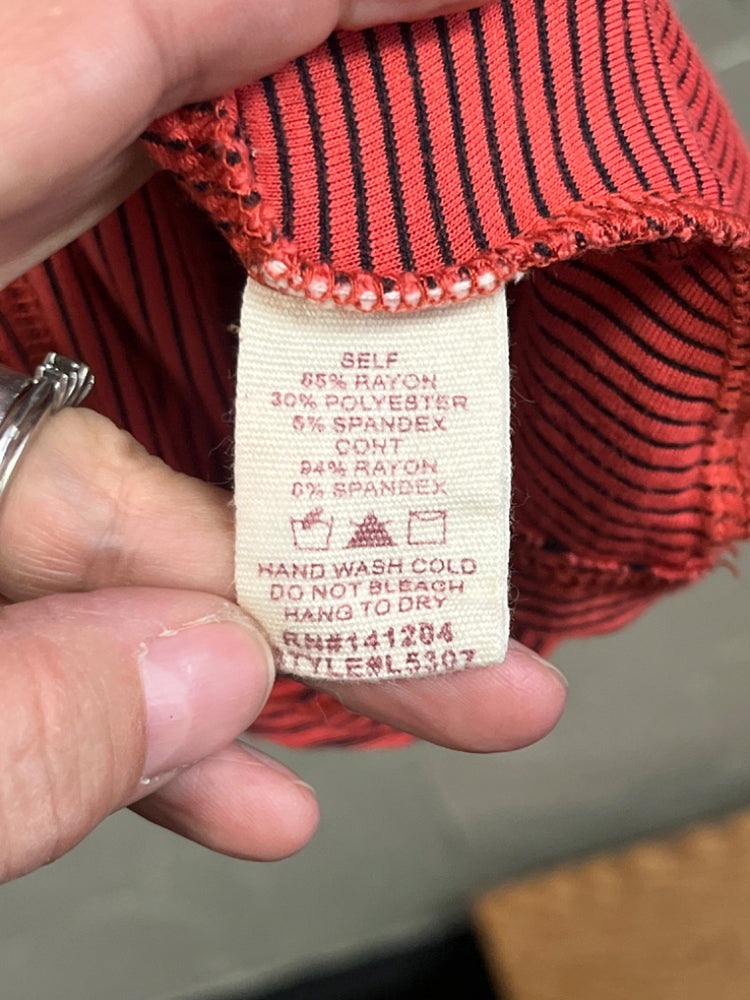 SELF
65% RAYON
30% POLYESTER
5% SPANDEX
CONT
94% RAYON
6% SPANDEX
HAND WASH COLD
DO NOT BLEACH
HANG TO DRY
RN#141204
STYLE#L5307